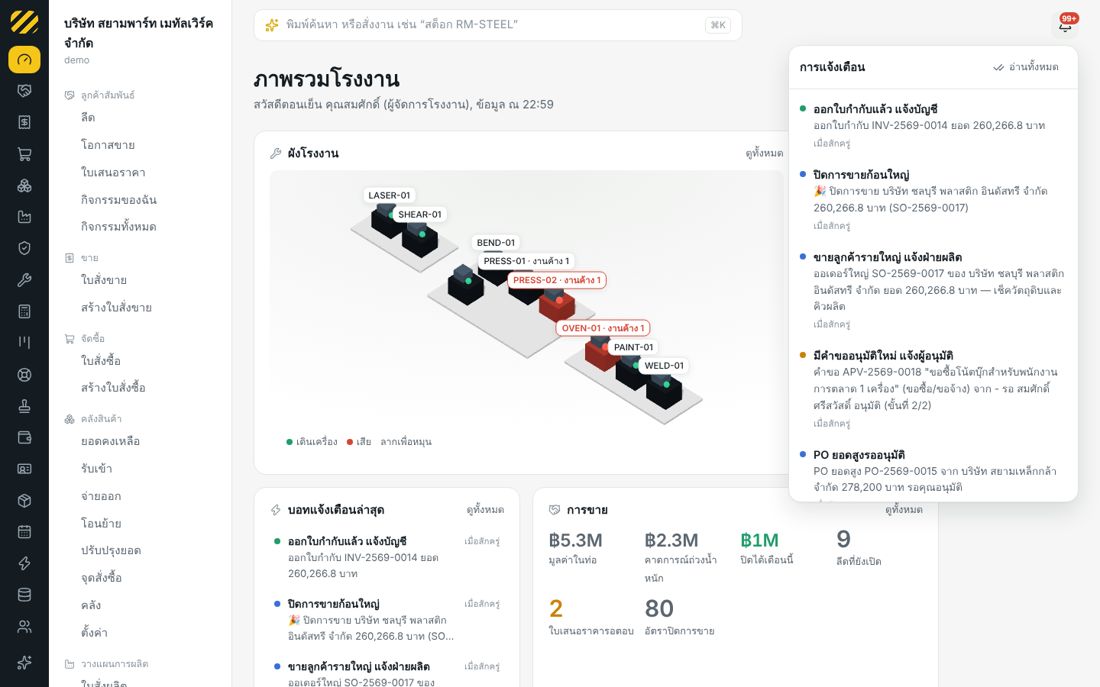 บริษัท สยามพาร์ท เมทัลเวิร์ค
จำกัด
demo
ลูกค้าสัมพันธ์
ลีด
โอกาสขาย
ใบเสนอราคา
กิจกรรมของฉัน
กิจกรรมทั้งหมด
ขาย
ใบสั่งขาย
สร้างใบสั่งขาย
จัดซื้อ
ใบสั่งซื้อ
สร้างใบสั่งซื้อ
คลังสินค้า
ยอดคงเหลือ
รับเข้า
จ่ายออก
โอนย้าย
ปรับปรุงยอด
จุดสั่งซื้อ
คลัง
ตั้งค่า
วางแผนการผลิต
ใบสั่งผลิต
พิมพ์ค้นหา หรือสั่งงาน เช่น “สต็อก RM-STEEL”
⌘K
99+
ภาพรวมโรงงาน
สวัสดีตอนเย็น คุณสมศักดิ์ (ผู้จัดการโรงงาน), ข้อมูล ณ 22:59
ผังโรงงาน
ดูทั้งหมด
LASER-01
SHEAR-01
BEND-01
PRESS-01 · งานค้าง 1
PRESS-02 · งานค้าง 1
OVEN-01 · งานค้าง 1
PAINT-01
WELD-01
เดินเครื่อง
เสีย
ลากเพื่อหมุน
บอทแจ้งเตือนล่าสุด
ดูทั้งหมด
ออกใบกำกับแล้ว แจ้งบัญชี
เมื่อสักครู่
ออกใบกำกับ INV-2569-0014 ยอด
260,266.8 บาท
ปิดการขายก้อนใหญ่
เมื่อสักครู่
🎉 ปิดการขาย บริษัท ชลบุรี พลาสติก
อินดัสทรี จำกัด 260,266.8 บาท (SO...
ขายลูกค้ารายใหญ่ แจ้งฝ่ายผลิต
เมื่อสักครู่
ออเดอร์ใหญ่ SO-2569-0017 ของ
การขาย
ดูทั้งหมด
฿5.3M
มูลค่าในท่อ
฿2.3M
คาดการณ์ถ่วงน้ำ
หนัก
฿1M
ปิดได้เดือนนี้
9
ลีดที่ยังเปิด
2
ใบเสนอราคารอตอบ
80
อัตราปิดการขาย
การแจ้งเตือน
อ่านทั้งหมด
ออกใบกำกับแล้ว แจ้งบัญชี
ออกใบกำกับ INV-2569-0014 ยอด 260,266.8 บาท
เมื่อสักครู่
ปิดการขายก้อนใหญ่
🎉 ปิดการขาย บริษัท ชลบุรี พลาสติก อินดัสทรี จำกัด
260,266.8 บาท (SO-2569-0017)
เมื่อสักครู่
ขายลูกค้ารายใหญ่ แจ้งฝ่ายผลิต
ออเดอร์ใหญ่ SO-2569-0017 ของ บริษัท ชลบุรี พลาสติก
อินดัสทรี จำกัด ยอด 260,266.8 บาท — เช็ควัตถุดิบและ
คิวผลิต
เมื่อสักครู่
มีคำขออนุมัติใหม่ แจ้งผู้อนุมัติ
คำขอ APV-2569-0018 "ขอซื้อโน้ตบุ๊กสำหรับพนักงาน
การตลาด 1 เครื่อง" (ขอซื้อ/ขอจ้าง) จาก - รอ สมศักดิ์
ศรีสวัสดิ์ อนุมัติ (ขั้นที่ 2/2)
เมื่อสักครู่
PO ยอดสูงรออนุมัติ
PO ยอดสูง PO-2569-0015 จาก บริษัท สยามเหล็กกล้า
จำกัด 278,200 บาท รอคุณอนุมัติ